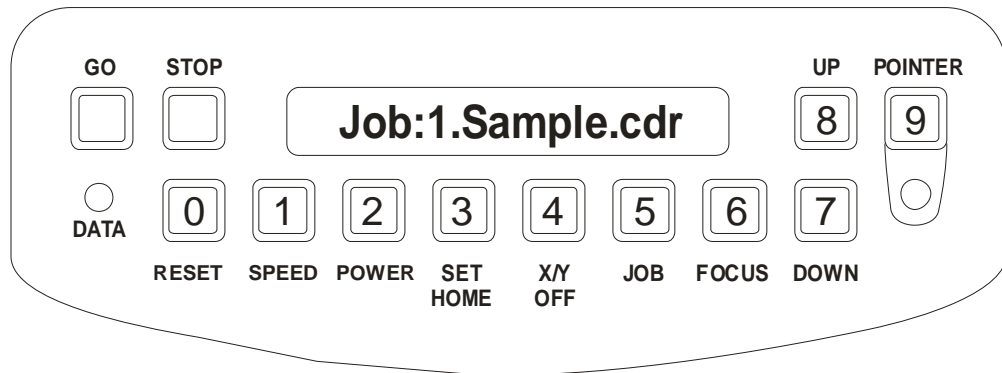 GO STOP UP POINTER
Job:1.Sample.cdr
8 9
0 1 2 3 4 5 6 7
DATA
RESET SPEED POWER SET HOME X/Y OFF JOB FOCUS DOWN